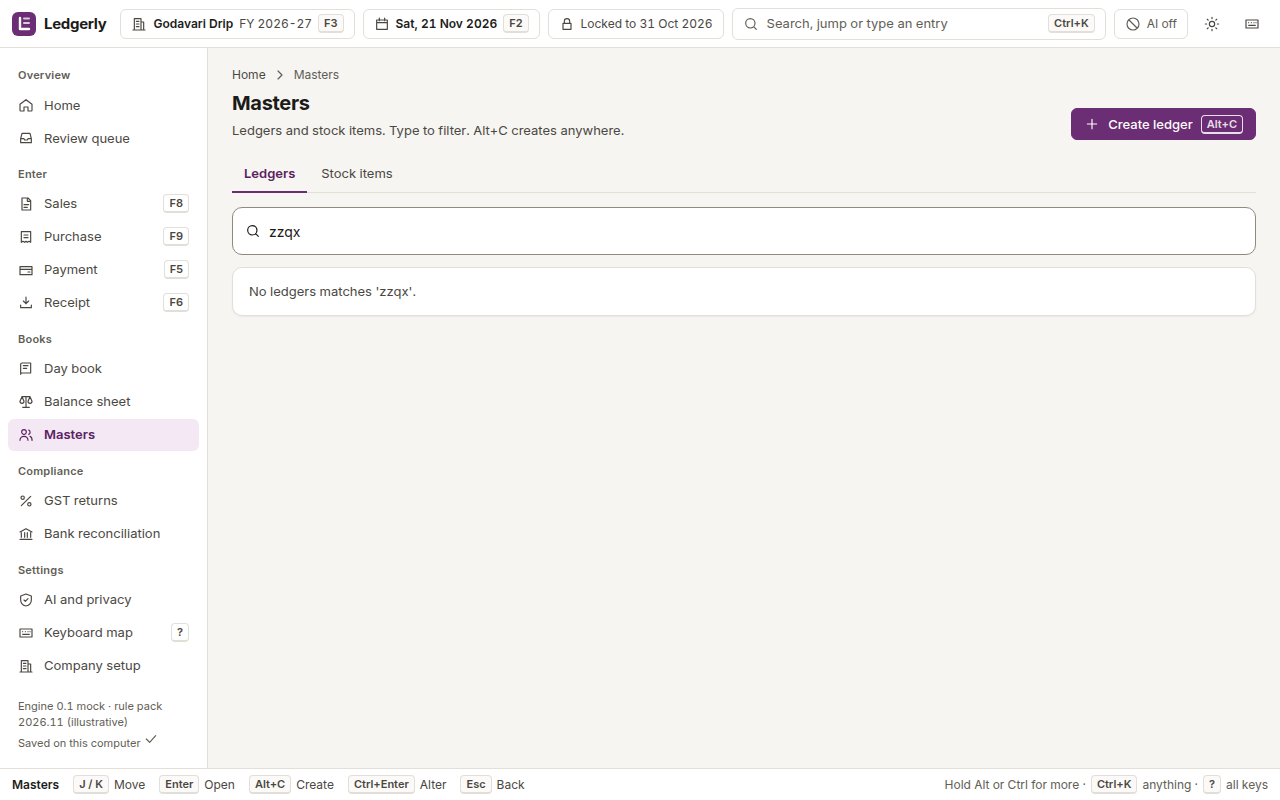 Ledgerly
Godavari Drip FY 2026-27 F3
Sat, 21 Nov 2026 F2
Locked to 31 Oct 2026
Search, jump or type an entry Ctrl+K
AI off
Overview
Home
Review queue
Enter
Sales F8
Purchase F9
Payment F5
Receipt F6
Books
Day book
Balance sheet
Masters
Compliance
GST returns
Bank reconciliation
Settings
AI and privacy
Keyboard map ?
Company setup
Engine 0.1 mock · rule pack
2026.11 (illustrative)
Saved on this computer
Home > Masters
Masters
Ledgers and stock items. Type to filter. Alt+C creates anywhere.
Create ledger Alt+C
Ledgers Stock items
zzqx
No ledgers matches 'zzqx'.
Masters J / K Move Enter Open Alt+C Create Ctrl+Enter Alter Esc Back
Hold Alt or Ctrl for more · Ctrl+K anything · ? all keys